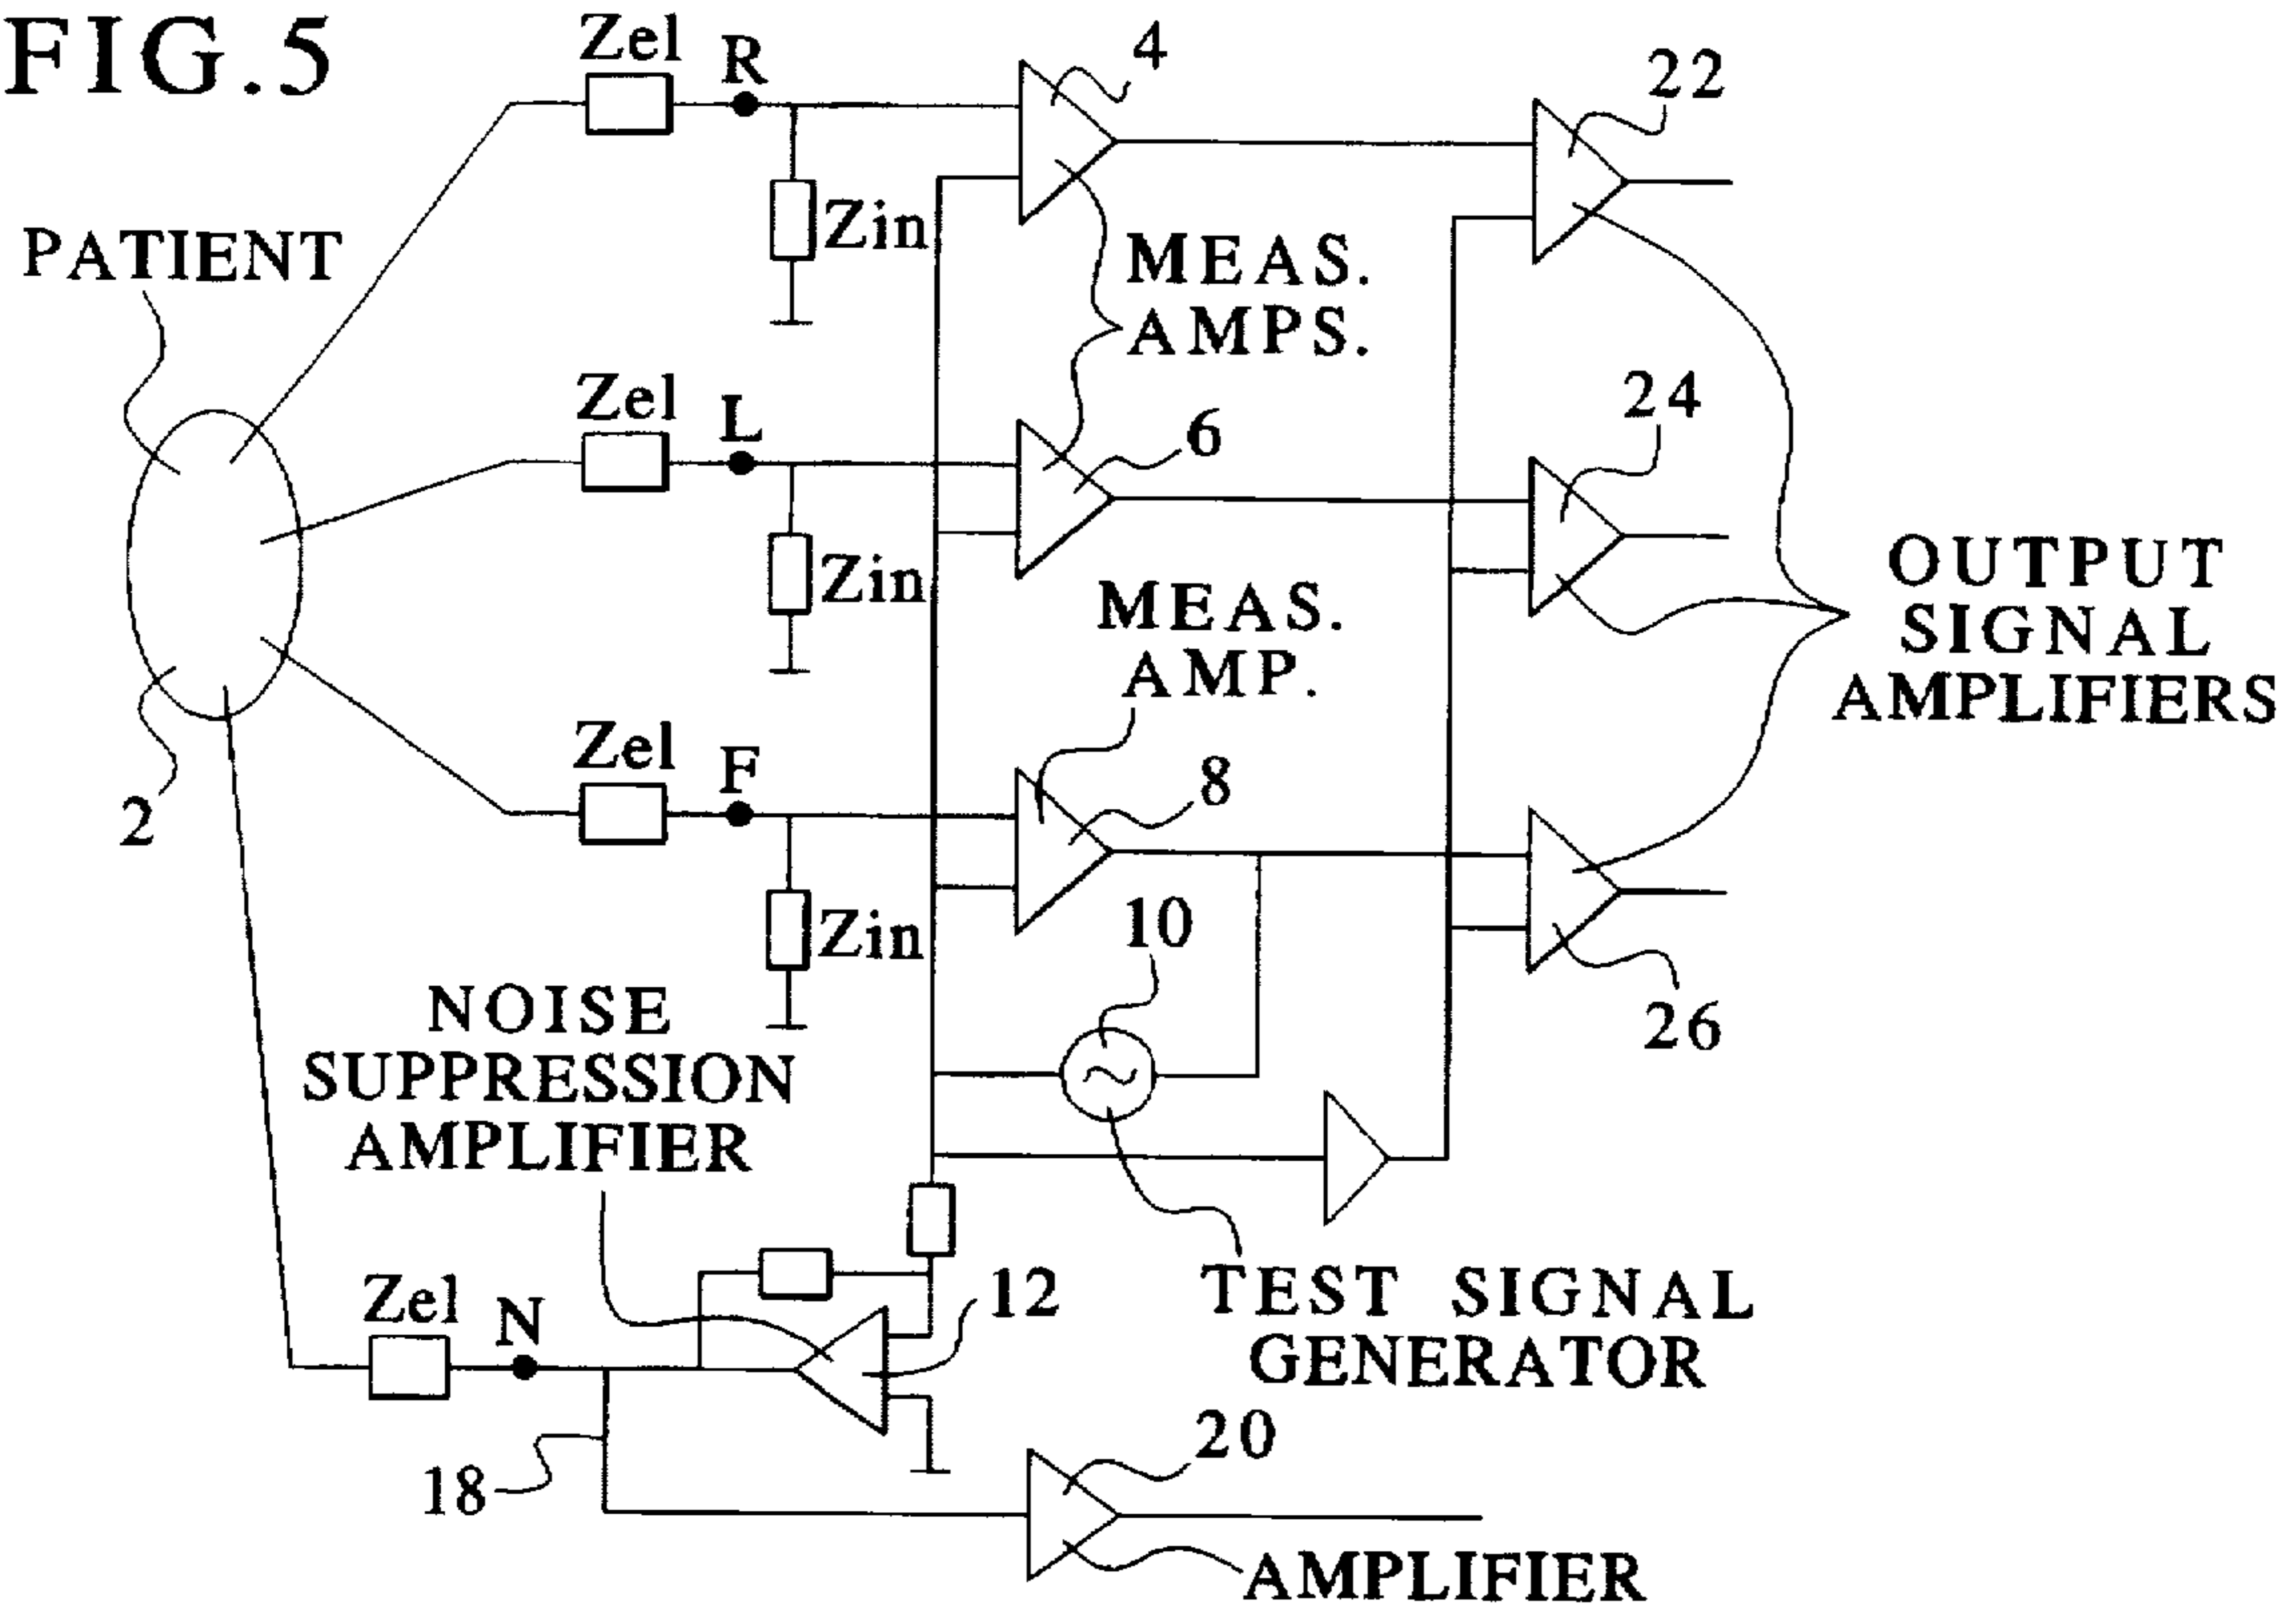 FIG.5
Zel
R
4
22
PATIENT
Zin
MEAS.
AMPS.
Zel
L
6
24
Zin
MEAS.
AMP.
OUTPUT
SIGNAL
AMPLIFIERS
Zel
F
8
2
Zin
10
26
NOISE
SUPPRESSION
AMPLIFIER
12
TEST SIGNAL
GENERATOR
Zel
N
18
20
AMPLIFIER